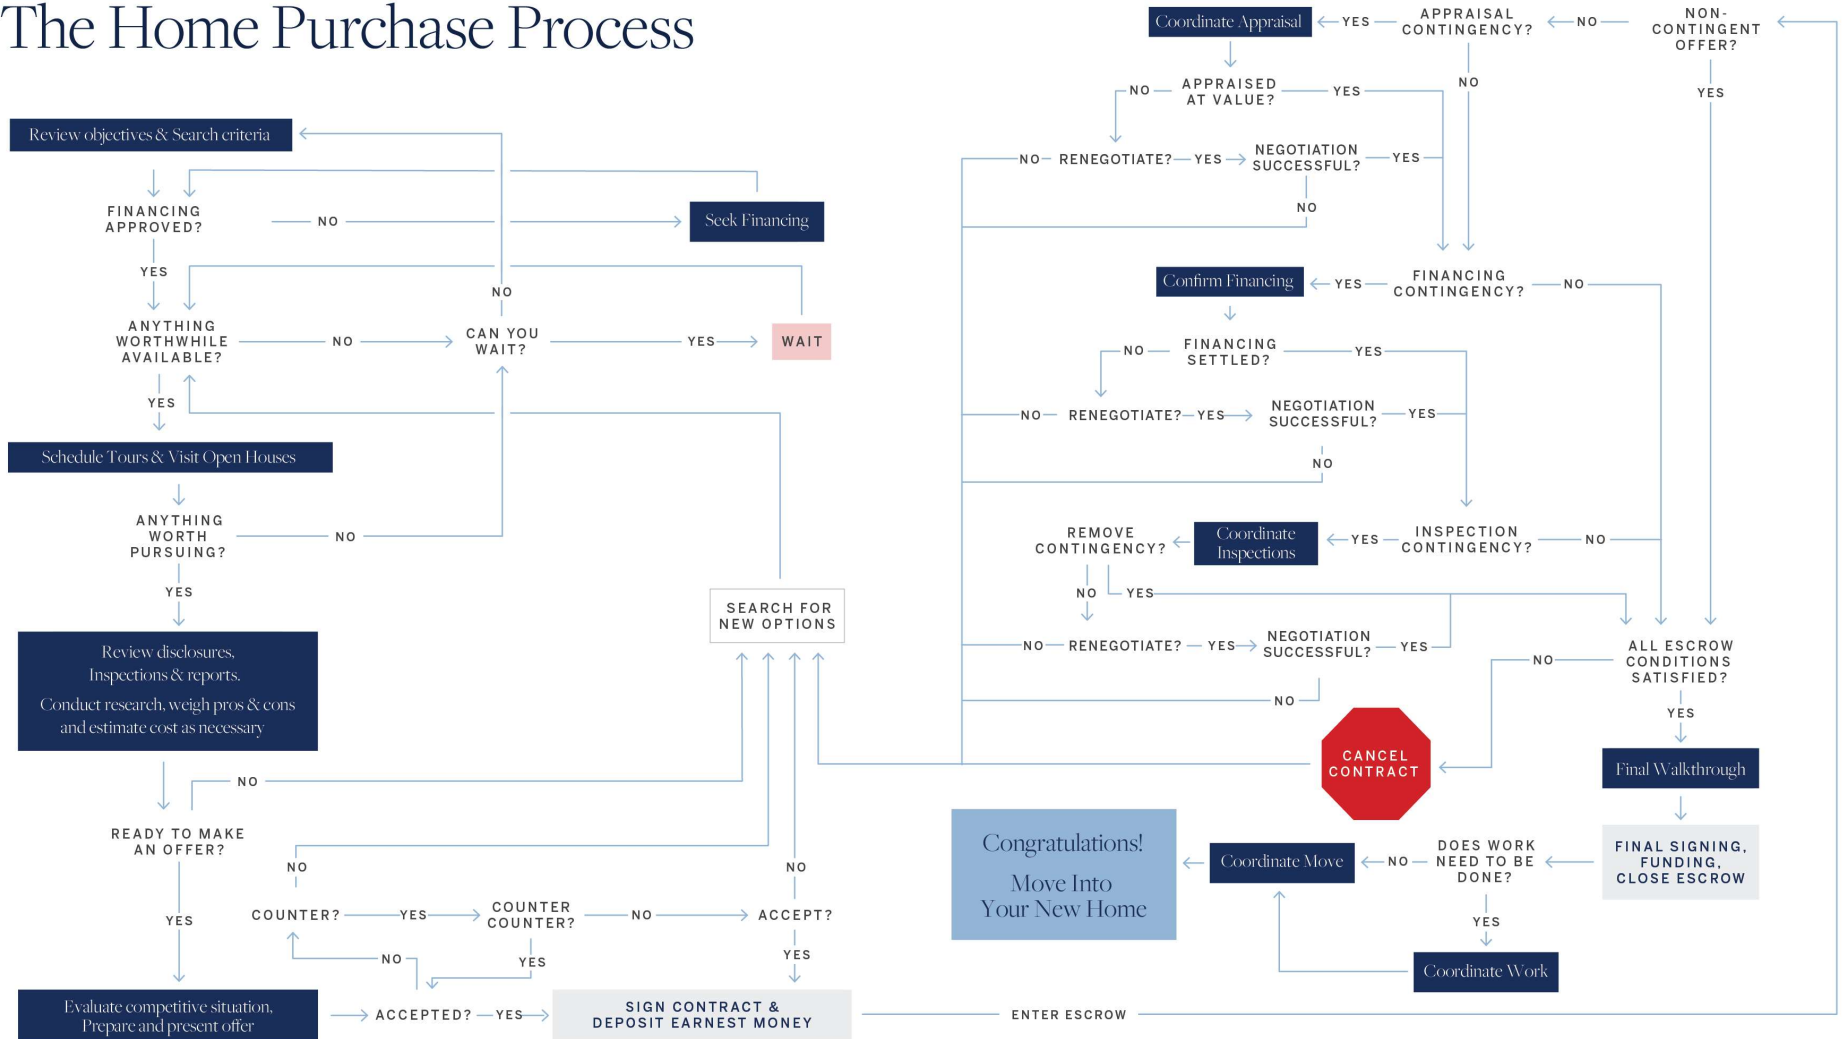 The Home Purchase Process
Review objectives & Search criteria
FINANCING
APPROVED?
NO
Seek Financing
YES
NO
ANYTHING
WORTHWHILE
AVAILABLE?
NO
CAN YOU
WAIT?
YES
WAIT
YES
Schedule Tours & Visit Open Houses
ANYTHING
WORTH
PURSUING?
NO
YES
SEARCH FOR
NEW OPTIONS
Review disclosures,
Inspections & reports.
Conduct research, weigh pros & cons
and estimate cost as necessary
NO
READY TO MAKE
AN OFFER?
YES
NO
NO
COUNTER?
YES
COUNTER
COUNTER?
NO
ACCEPT?
NO
YES
YES
Evaluate competitive situation,
Prepare and present offer
ACCEPTED?
YES
SIGN CONTRACT &
DEPOSIT EARNEST MONEY
ENTER ESCROW
Coordinate Appraisal
YES
APPRAISAL
CONTINGENCY?
NO
NON-
CONTINGENT
OFFER?
NO
YES
NO
APPRAISED
AT VALUE?
YES
NO
RENEGOTIATE?
YES
NEGOTIATION
SUCCESSFUL?
YES
NO
Confirm Financing
YES
FINANCING
CONTINGENCY?
NO
NO
FINANCING
SETTLED?
YES
NO
RENEGOTIATE?
YES
NEGOTIATION
SUCCESSFUL?
YES
NO
REMOVE
CONTINGENCY?
Coordinate
Inspections
YES
INSPECTION
CONTINGENCY?
NO
NO
YES
NO
RENEGOTIATE?
YES
NEGOTIATION
SUCCESSFUL?
YES
NO
ALL ESCROW
CONDITIONS
SATISFIED?
NO
YES
CANCEL
CONTRACT
Final Walkthrough
FINAL SIGNING,
FUNDING,
CLOSE ESCROW
DOES WORK
NEED TO BE
DONE?
NO
Coordinate Move
Congratulations!
Move Into
Your New Home
YES
Coordinate Work